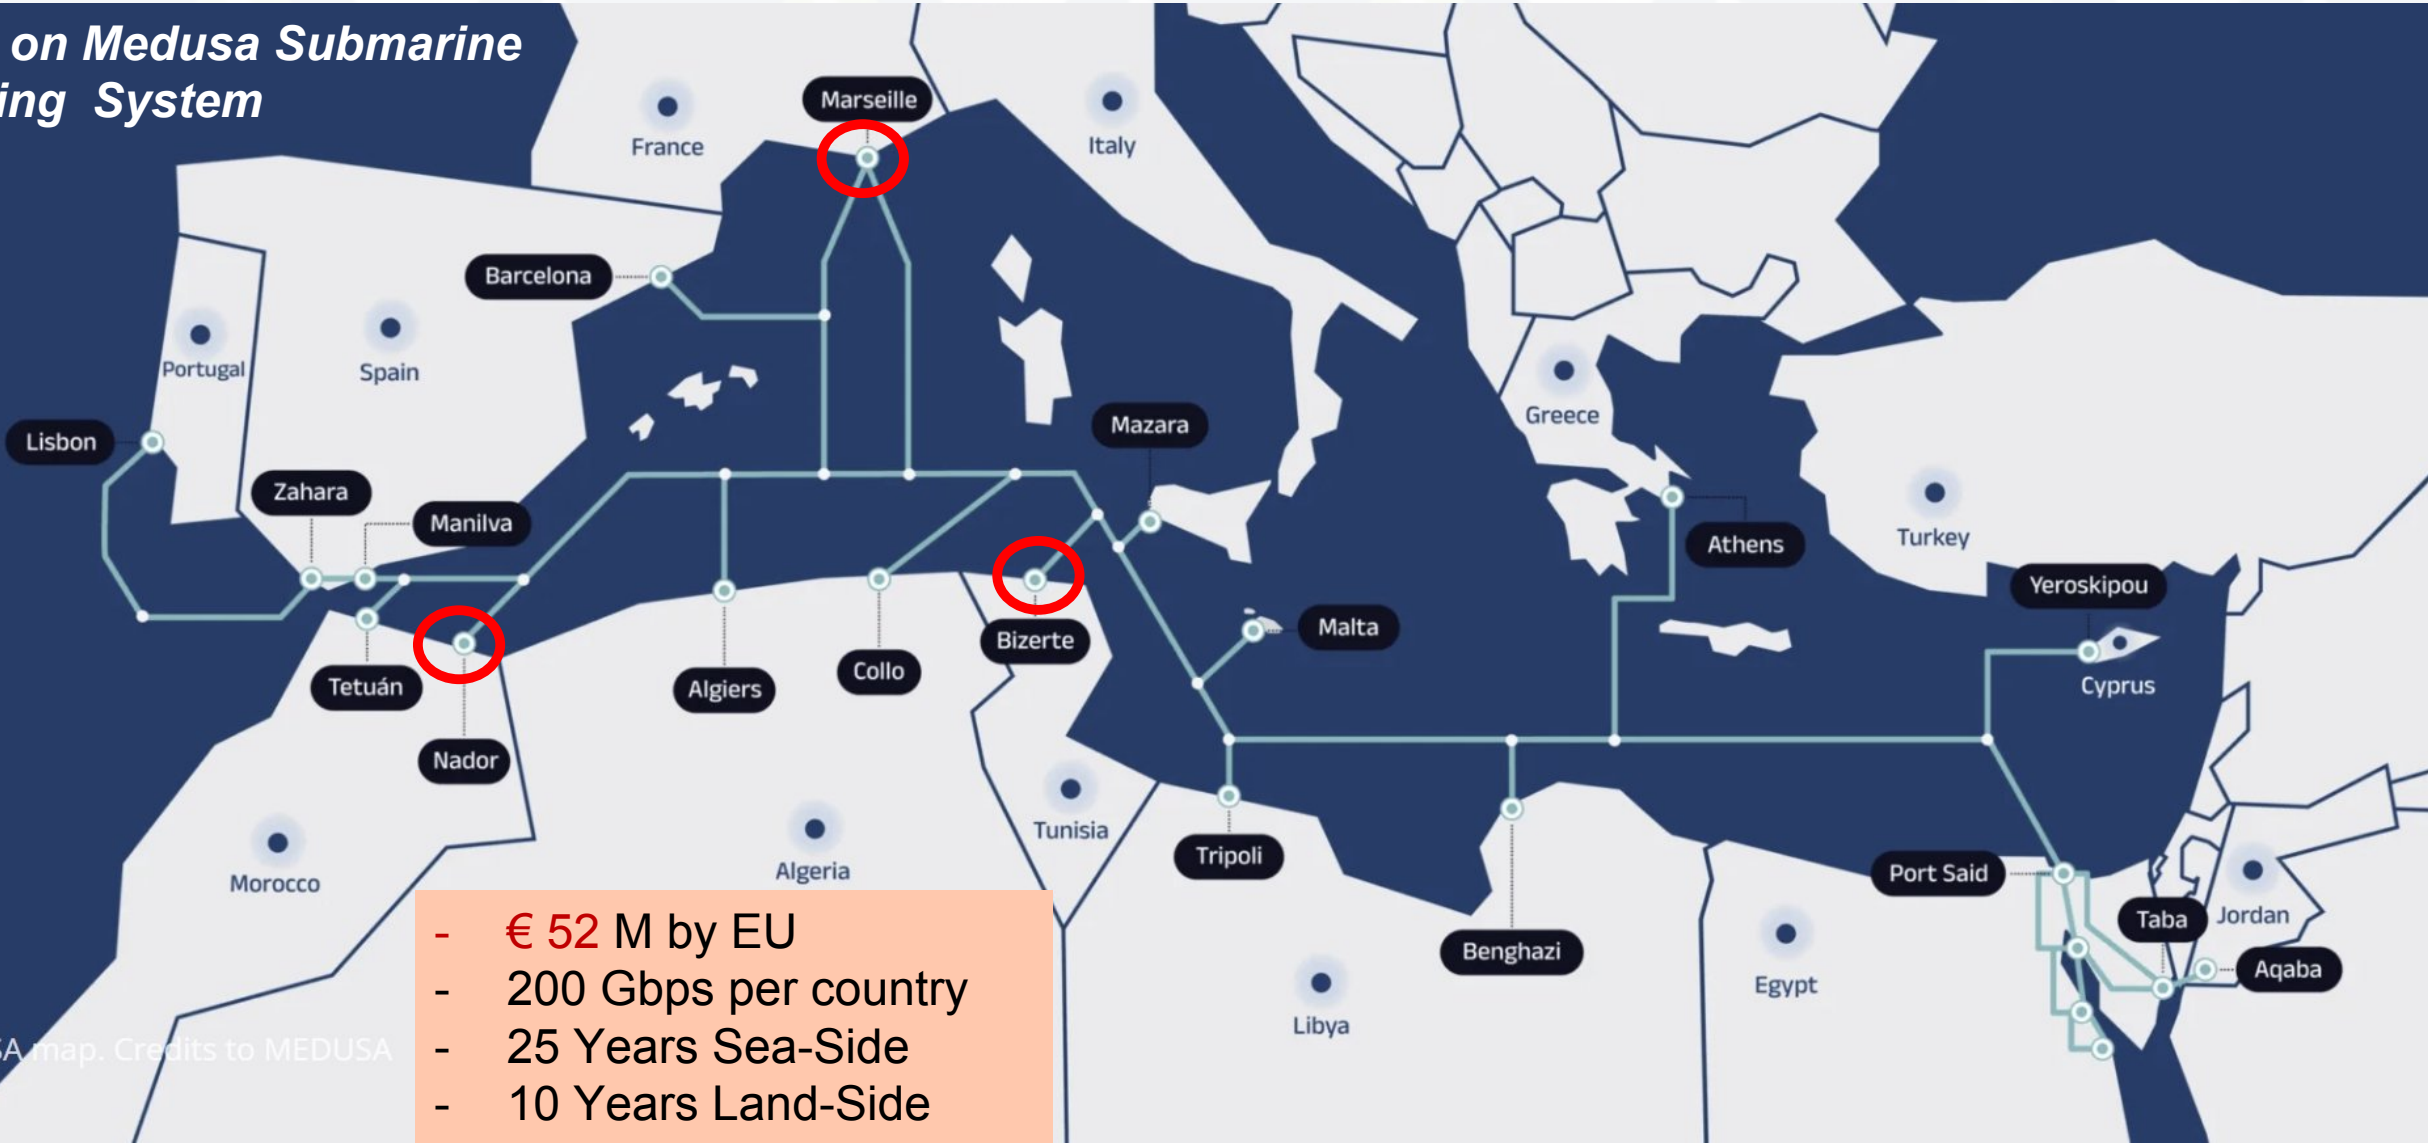 on Medusa Submarine
ing System
Marseille
France
Italy
Barcelona
Portugal
Spain
Lisbon
Zahara
Manilva
Mazara
Greece
Athens
Turkey
Yeroskipou
Cyprus
Malta
Bizerte
Tetuán
Algiers
Collo
Nador
Morocco
Algeria
Tunisia
Tripoli
Benghazi
Libya
Port Said
Egypt
Taba
Jordan
Aqaba
SA map. Credits to MEDUSA
- € 52 M by EU
- 200 Gbps per country
- 25 Years Sea-Side
- 10 Years Land-Side